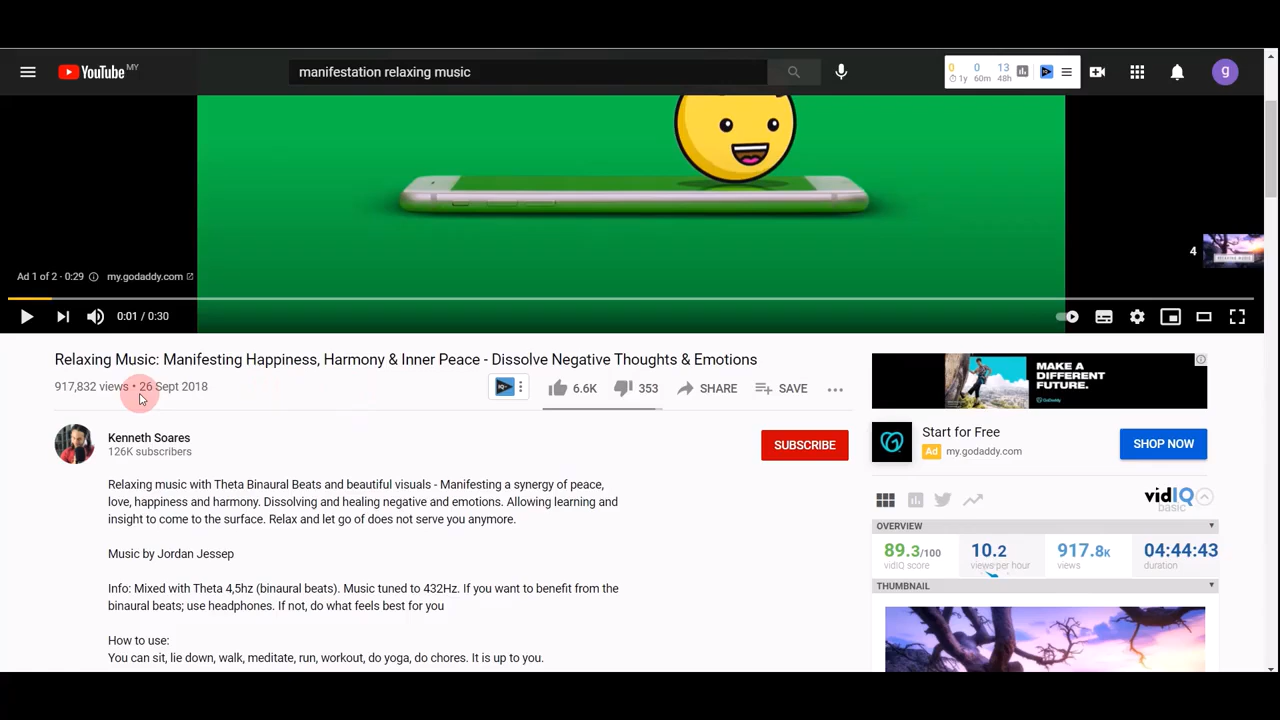 YouTube MY
manifestation relaxing music
0 0 13
1y 60m 48h
g
4
RELAXING MUSIC
Ad 1 of 2 · 0:29 my.godaddy.com
0:01 / 0:30
Relaxing Music: Manifesting Happiness, Harmony & Inner Peace - Dissolve Negative Thoughts & Emotions
917,832 views • 26 Sept 2018
6.6K 353 SHARE SAVE
MAKE A
DIFFERENT
FUTURE.
GoDaddy
Kenneth Soares
126K subscribers
SUBSCRIBE
Start for Free
Ad my.godaddy.com
SHOP NOW
Relaxing music with Theta Binaural Beats and beautiful visuals - Manifesting a synergy of peace,
love, happiness and harmony. Dissolving and healing negative and emotions. Allowing learning and
insight to come to the surface. Relax and let go of does not serve you anymore.
Music by Jordan Jessep
Info: Mixed with Theta 4,5hz (binaural beats). Music tuned to 432Hz. If you want to benefit from the
binaural beats; use headphones. If not, do what feels best for you
How to use:
You can sit, lie down, walk, meditate, run, workout, do yoga, do chores. It is up to you.
vidIQ
basic
OVERVIEW
89.3/100 10.2 917.8K 04:44:43
vidIQ score views per hour views duration
THUMBNAIL